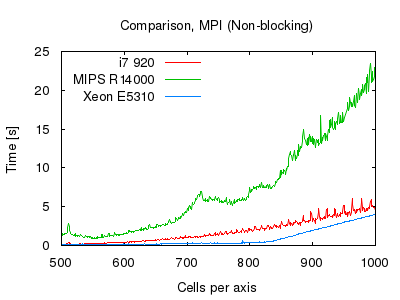 Comparison, MPI (Non-blocking)
25
20
15
10
5
0
Time [s]
i7 920
MIPS R14000
Xeon E5310
500 600 700 800 900 1000
Cells per axis